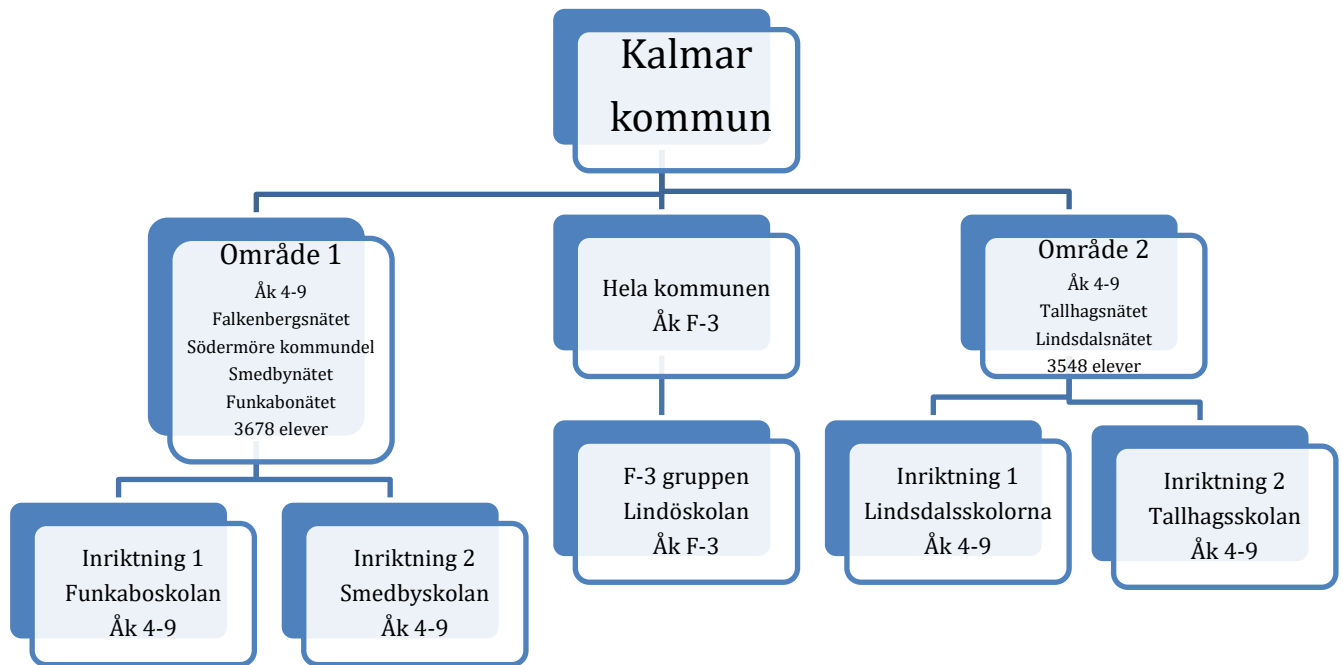 Kalmar
kommun
Område 1
Åk 4-9
Falkenbergsnätet
Södermöre kommundel
Smedbynätet
Funkabonätet
3678 elever
Hela kommunen
Åk F-3
Område 2
Åk 4-9
Tallhagsnätet
Lindsdalsnätet
3548 elever
Inriktning 1
Funkaboskolan
Åk 4-9
Inriktning 2
Smedbyskolan
Åk 4-9
F-3 gruppen
Lindöskolan
Åk F-3
Inriktning 1
Lindsdalsskolorna
Åk 4-9
Inriktning 2
Tallhagsskolan
Åk 4-9